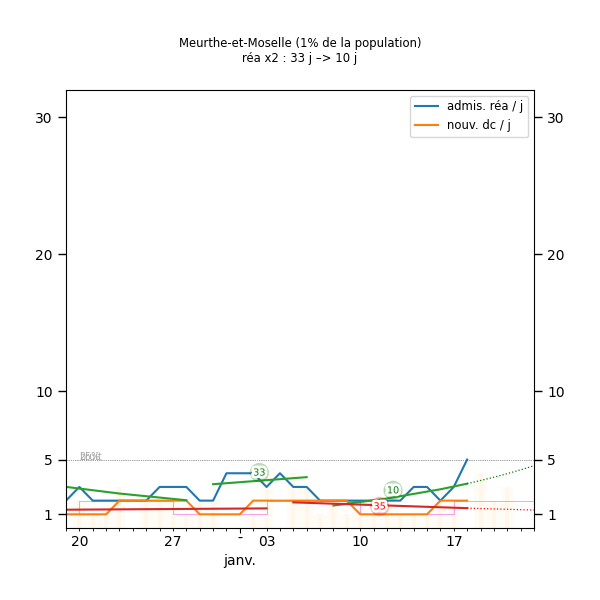 Meurthe-et-Moselle (1% de la population)
réa x2 : 33 j –> 10 j
admis. réa / j
nouv. dc / j
30 30
20 20
10 10
5 5
33
10
35
1 1
20 27 - 03 10 17
janv.